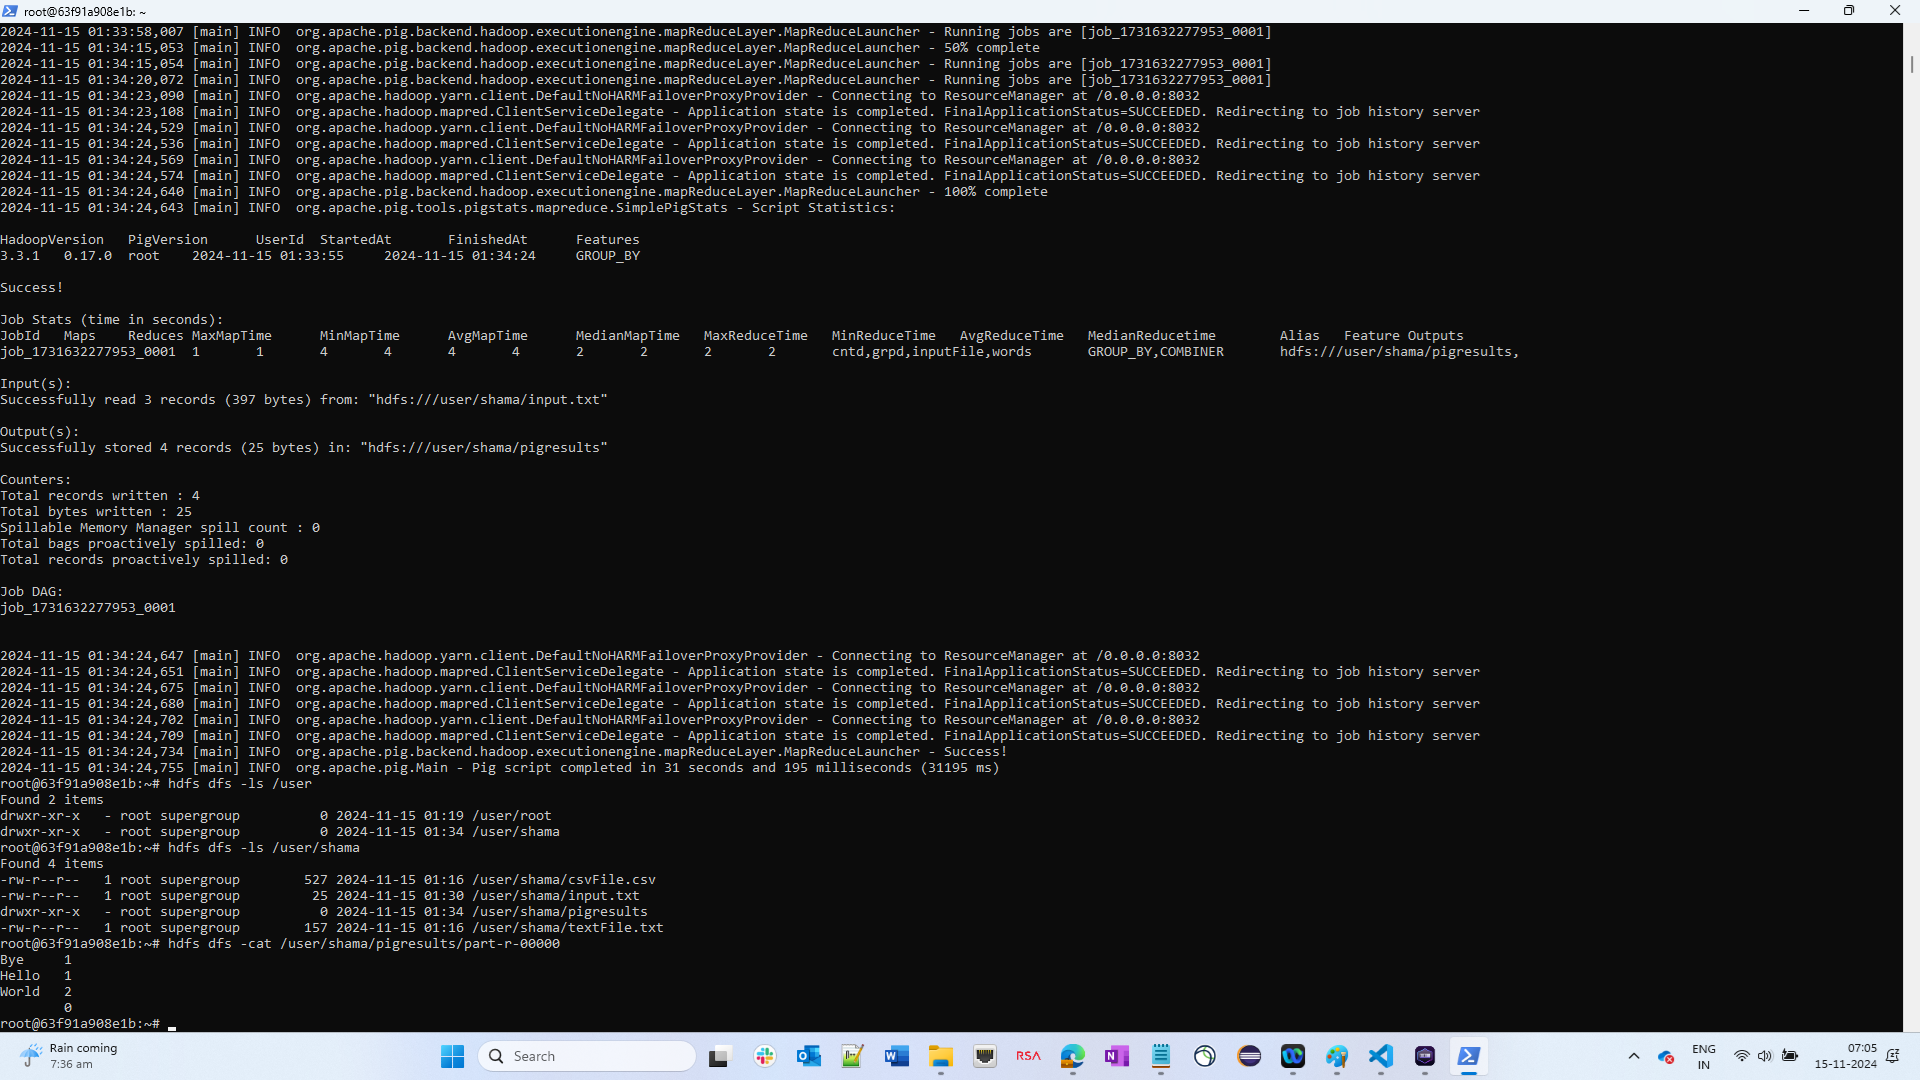 root@63f91a908e1b: ~
2024-11-15 01:33:58,007 [main] INFO  org.apache.pig.backend.hadoop.executionengine.mapReduceLayer.MapReduceLauncher - Running jobs are [job_1731632277953_0001]
2024-11-15 01:34:15,053 [main] INFO  org.apache.pig.backend.hadoop.executionengine.mapReduceLayer.MapReduceLauncher - 50% complete
2024-11-15 01:34:15,054 [main] INFO  org.apache.pig.backend.hadoop.executionengine.mapReduceLayer.MapReduceLauncher - Running jobs are [job_1731632277953_0001]
2024-11-15 01:34:20,072 [main] INFO  org.apache.pig.backend.hadoop.executionengine.mapReduceLayer.MapReduceLauncher - Running jobs are [job_1731632277953_0001]
2024-11-15 01:34:23,090 [main] INFO  org.apache.hadoop.yarn.client.DefaultNoHARMFailoverProxyProvider - Connecting to ResourceManager at /0.0.0.0:8032
2024-11-15 01:34:23,108 [main] INFO  org.apache.hadoop.mapred.ClientServiceDelegate - Application state is completed. FinalApplicationStatus=SUCCEEDED. Redirecting to job history server
2024-11-15 01:34:24,529 [main] INFO  org.apache.hadoop.yarn.client.DefaultNoHARMFailoverProxyProvider - Connecting to ResourceManager at /0.0.0.0:8032
2024-11-15 01:34:24,536 [main] INFO  org.apache.hadoop.mapred.ClientServiceDelegate - Application state is completed. FinalApplicationStatus=SUCCEEDED. Redirecting to job history server
2024-11-15 01:34:24,569 [main] INFO  org.apache.hadoop.yarn.client.DefaultNoHARMFailoverProxyProvider - Connecting to ResourceManager at /0.0.0.0:8032
2024-11-15 01:34:24,574 [main] INFO  org.apache.hadoop.mapred.ClientServiceDelegate - Application state is completed. FinalApplicationStatus=SUCCEEDED. Redirecting to job history server
2024-11-15 01:34:24,640 [main] INFO  org.apache.pig.backend.hadoop.executionengine.mapReduceLayer.MapReduceLauncher - 100% complete
2024-11-15 01:34:24,643 [main] INFO  org.apache.pig.tools.pigstats.mapreduce.SimplePigStats - Script Statistics:
HadoopVersion   PigVersion      UserId  StartedAt       FinishedAt      Features
3.3.1   0.17.0  root    2024-11-15 01:33:55     2024-11-15 01:34:24     GROUP_BY
Success!
Job Stats (time in seconds):
JobId   Maps    Reduces MaxMapTime      MinMapTime      AvgMapTime      MedianMapTime   MaxReduceTime   MinReduceTime   AvgReduceTime   MedianReducetime        Alias   Feature Outputs
job_1731632277953_0001  1       1       4       4       4       4       2       2       2       2       cntd,grpd,inputFile,words       GROUP_BY,COMBINER       hdfs:///user/shama/pigresults,
Input(s):
Successfully read 3 records (397 bytes) from: "hdfs:///user/shama/input.txt"
Output(s):
Successfully stored 4 records (25 bytes) in: "hdfs:///user/shama/pigresults"
Counters:
Total records written : 4
Total bytes written : 25
Spillable Memory Manager spill count : 0
Total bags proactively spilled: 0
Total records proactively spilled: 0
Job DAG:
job_1731632277953_0001
2024-11-15 01:34:24,647 [main] INFO  org.apache.hadoop.yarn.client.DefaultNoHARMFailoverProxyProvider - Connecting to ResourceManager at /0.0.0.0:8032
2024-11-15 01:34:24,651 [main] INFO  org.apache.hadoop.mapred.ClientServiceDelegate - Application state is completed. FinalApplicationStatus=SUCCEEDED. Redirecting to job history server
2024-11-15 01:34:24,675 [main] INFO  org.apache.hadoop.yarn.client.DefaultNoHARMFailoverProxyProvider - Connecting to ResourceManager at /0.0.0.0:8032
2024-11-15 01:34:24,680 [main] INFO  org.apache.hadoop.mapred.ClientServiceDelegate - Application state is completed. FinalApplicationStatus=SUCCEEDED. Redirecting to job history server
2024-11-15 01:34:24,702 [main] INFO  org.apache.hadoop.yarn.client.DefaultNoHARMFailoverProxyProvider - Connecting to ResourceManager at /0.0.0.0:8032
2024-11-15 01:34:24,709 [main] INFO  org.apache.hadoop.mapred.ClientServiceDelegate - Application state is completed. FinalApplicationStatus=SUCCEEDED. Redirecting to job history server
2024-11-15 01:34:24,734 [main] INFO  org.apache.pig.backend.hadoop.executionengine.mapReduceLayer.MapReduceLauncher - Success!
2024-11-15 01:34:24,755 [main] INFO  org.apache.pig.Main - Pig script completed in 31 seconds and 195 milliseconds (31195 ms)
root@63f91a908e1b:~# hdfs dfs -ls /user
Found 2 items
drwxr-xr-x   - root supergroup          0 2024-11-15 01:19 /user/root
drwxr-xr-x   - root supergroup          0 2024-11-15 01:34 /user/shama
root@63f91a908e1b:~# hdfs dfs -ls /user/shama
Found 4 items
-rw-r--r--   1 root supergroup        527 2024-11-15 01:16 /user/shama/csvFile.csv
-rw-r--r--   1 root supergroup         25 2024-11-15 01:30 /user/shama/input.txt
drwxr-xr-x   - root supergroup          0 2024-11-15 01:34 /user/shama/pigresults
-rw-r--r--   1 root supergroup        157 2024-11-15 01:16 /user/shama/textFile.txt
root@63f91a908e1b:~# hdfs dfs -cat /user/shama/pigresults/part-r-00000
Bye     1
Hello   1
World   2
        0
root@63f91a908e1b:~#
Rain coming
7:36 am
Search
RSA
ENG
IN
07:05
15-11-2024